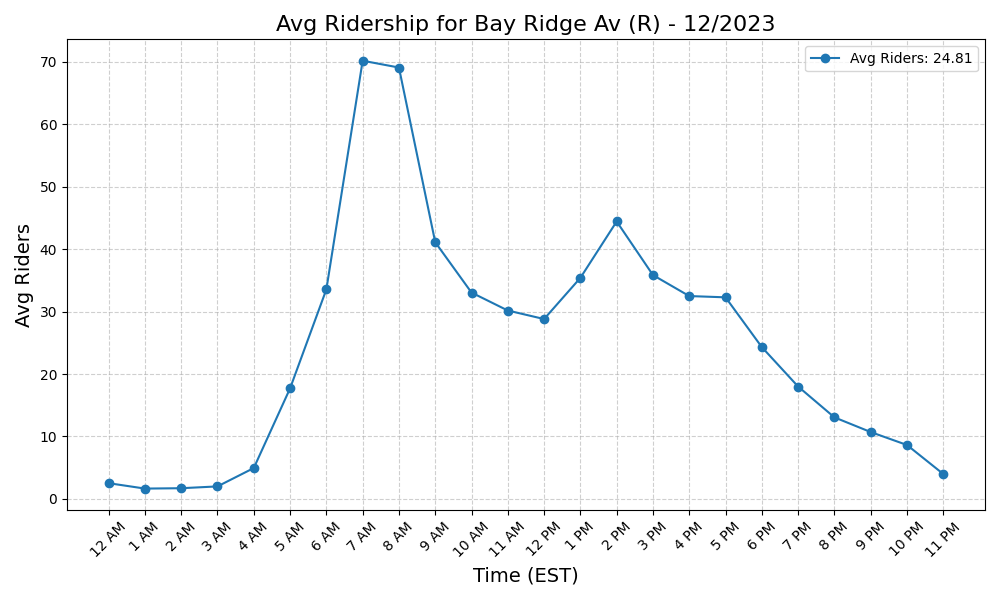 Avg Ridership for Bay Ridge Av (R) - 12/2023
Avg Riders: 24.81
Avg Riders
70
60
50
40
30
20
10
0
12 AM
1 AM
2 AM
3 AM
4 AM
5 AM
6 AM
7 AM
8 AM
9 AM
10 AM
11 AM
12 PM
1 PM
2 PM
3 PM
4 PM
5 PM
6 PM
7 PM
8 PM
9 PM
10 PM
11 PM
Time (EST)